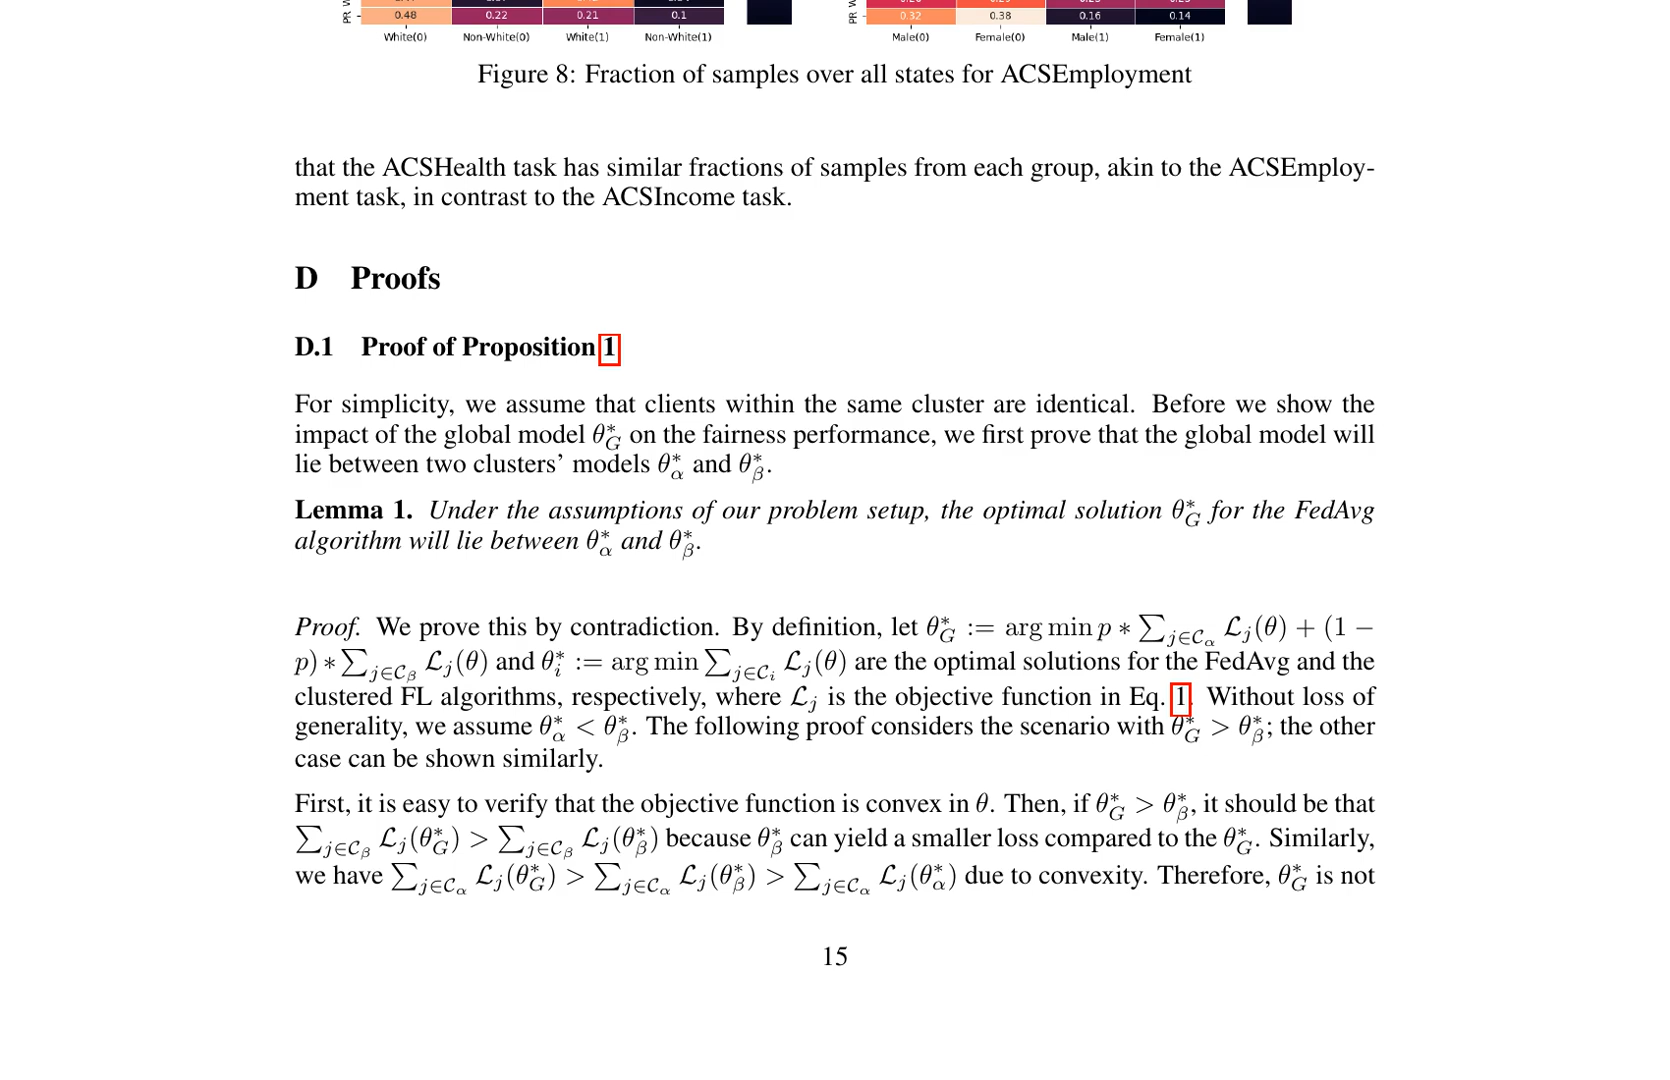 PR
0.48 0.22 0.21 0.1
White(0) Non-White(0) White(1) Non-White(1)
PR
0.32 0.38 0.16 0.14
Male(0) Female(0) Male(1) Female(1)
Figure 8: Fraction of samples over all states for ACSEmployment
that the ACSHealth task has similar fractions of samples from each group, akin to the ACSEmploy-
ment task, in contrast to the ACSIncome task.
D Proofs
D.1 Proof of Proposition 1
For simplicity, we assume that clients within the same cluster are identical. Before we show the
impact of the global model θ*_G on the fairness performance, we first prove that the global model will
lie between two clusters’ models θ*_α and θ*_β.
Lemma 1. Under the assumptions of our problem setup, the optimal solution θ*_G for the FedAvg
algorithm will lie between θ*_α and θ*_β.
Proof. We prove this by contradiction. By definition, let θ*_G := arg min p ∗ ∑_{j∈C_α} L_j(θ) + (1 −
p) ∗ ∑_{j∈C_β} L_j(θ) and θ*_i := arg min ∑_{j∈C_i} L_j(θ) are the optimal solutions for the FedAvg and the
clustered FL algorithms, respectively, where L_j is the objective function in Eq. 1. Without loss of
generality, we assume θ*_α < θ*_β. The following proof considers the scenario with θ*_G > θ*_β; the other
case can be shown similarly.
First, it is easy to verify that the objective function is convex in θ. Then, if θ*_G > θ*_β, it should be that
∑_{j∈C_β} L_j(θ*_G) > ∑_{j∈C_β} L_j(θ*_β) because θ*_β can yield a smaller loss compared to the θ*_G. Similarly,
we have ∑_{j∈C_α} L_j(θ*_G) > ∑_{j∈C_α} L_j(θ*_β) > ∑_{j∈C_α} L_j(θ*_α) due to convexity. Therefore, θ*_G is not
15